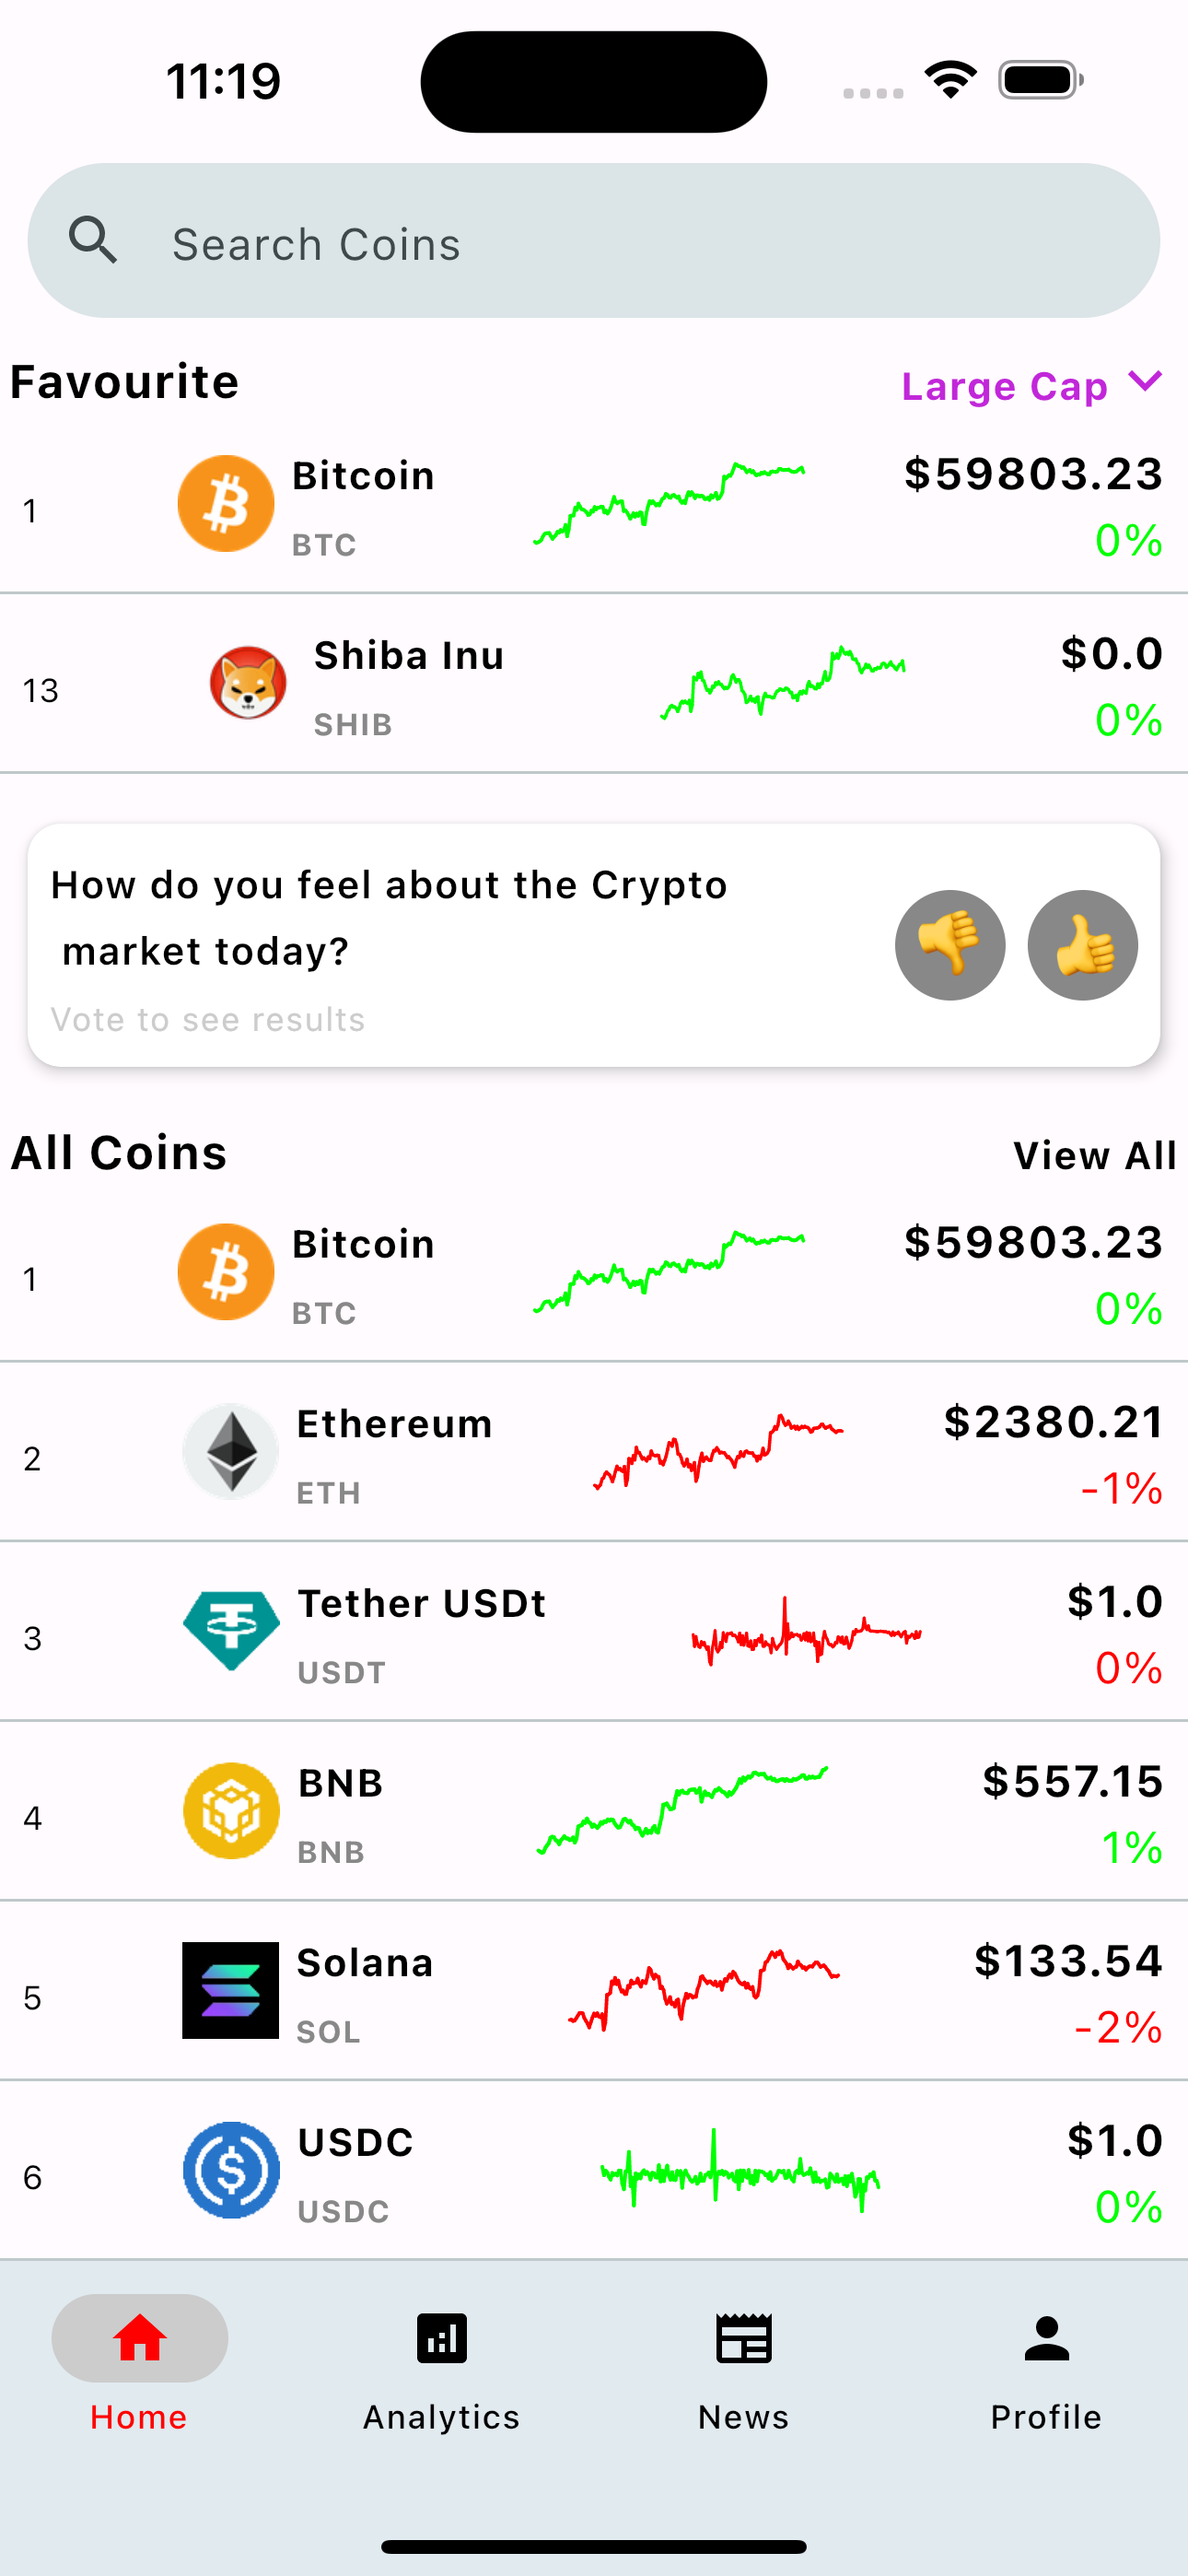 11:19
Search Coins
Favourite
Large Cap
1
Bitcoin
BTC
$59803.23
0%
13
Shiba Inu
SHIB
$0.0
0%
How do you feel about the Crypto
market today?
Vote to see results
All Coins
View All
1
Bitcoin
BTC
$59803.23
0%
2
Ethereum
ETH
$2380.21
-1%
3
Tether USDt
USDT
$1.0
0%
4
BNB
BNB
$557.15
1%
5
Solana
SOL
$133.54
-2%
6
USDC
USDC
$1.0
0%
Home
Analytics
News
Profile